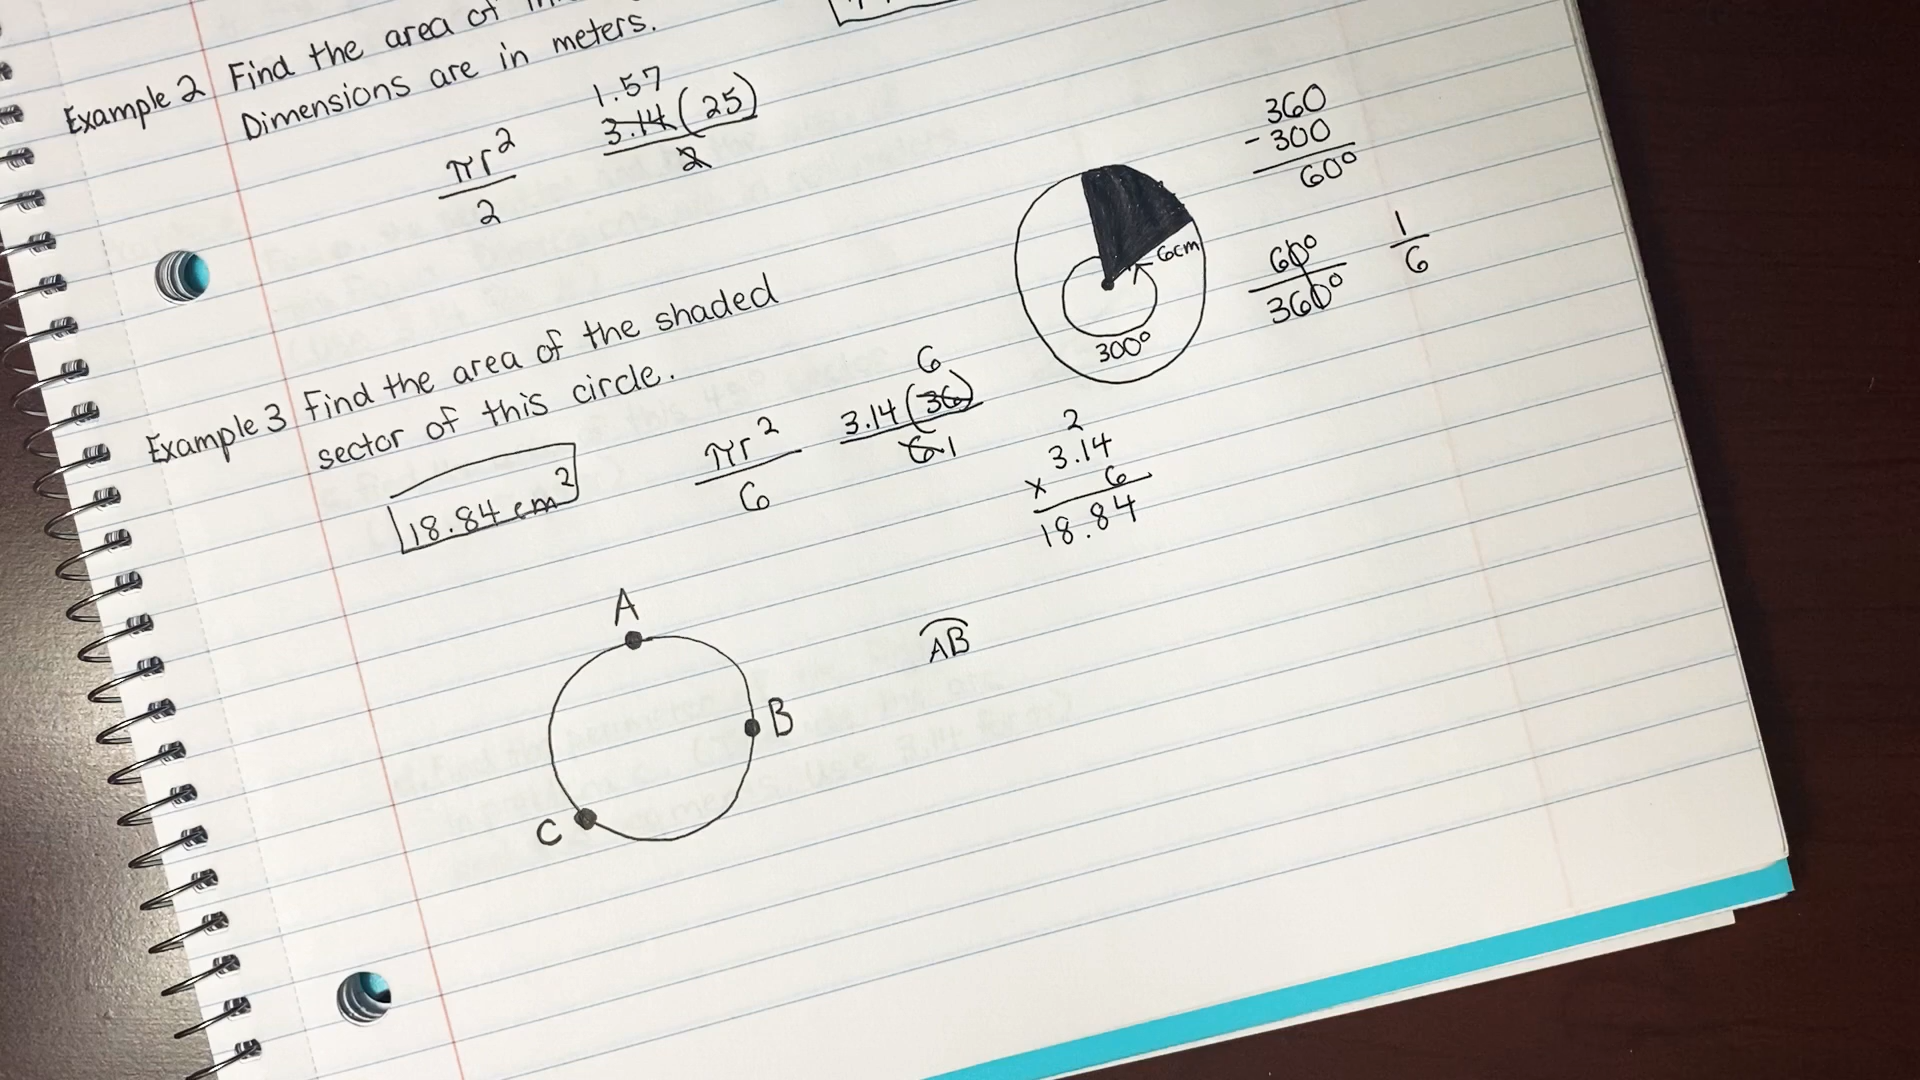 Example 2 Find the area of
Dimensions are in meters.
πr²
2
1.57
3.14 (25)
2
360
- 300
60°
60°
360°
1
6
6cm
300°
Example 3 Find the area of the shaded
sector of this circle.
18.84 cm²
πr²
6
6
3.14 (36)
6 1
2
3.14
x 6
18.84
A
B
C
AB